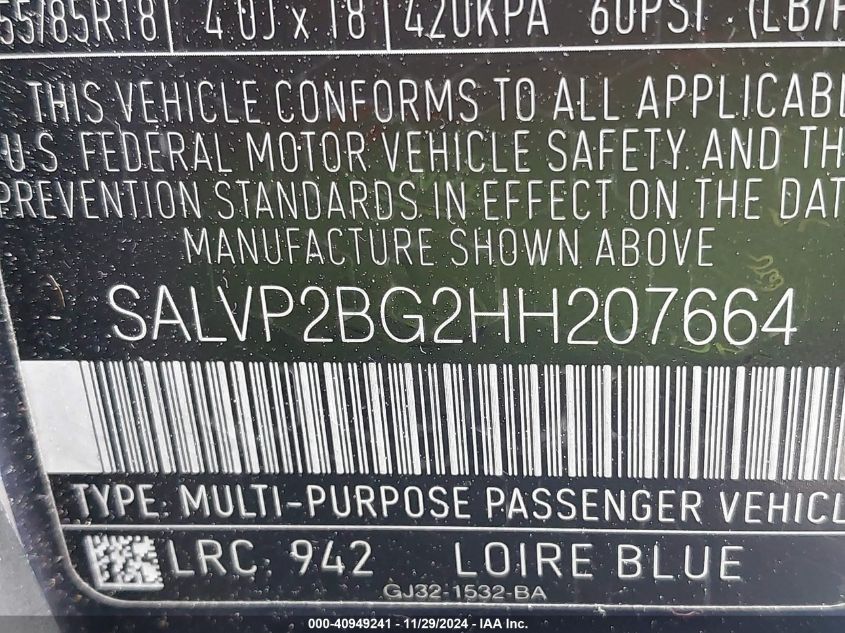 55/85R18 4.0J x 18 420KPA 60PSI (LB/
THIS VEHICLE CONFORMS TO ALL APPLICABL
U.S. FEDERAL MOTOR VEHICLE SAFETY AND TH
PREVENTION STANDARDS IN EFFECT ON THE DAT
MANUFACTURE SHOWN ABOVE
SALVP2BG2HH207664
TYPE: MULTI-PURPOSE PASSENGER VEHICL
LRC 942 LOIRE BLUE
GJ32-1532-BA
000-40949241 - 11/29/2024 - IAA Inc.